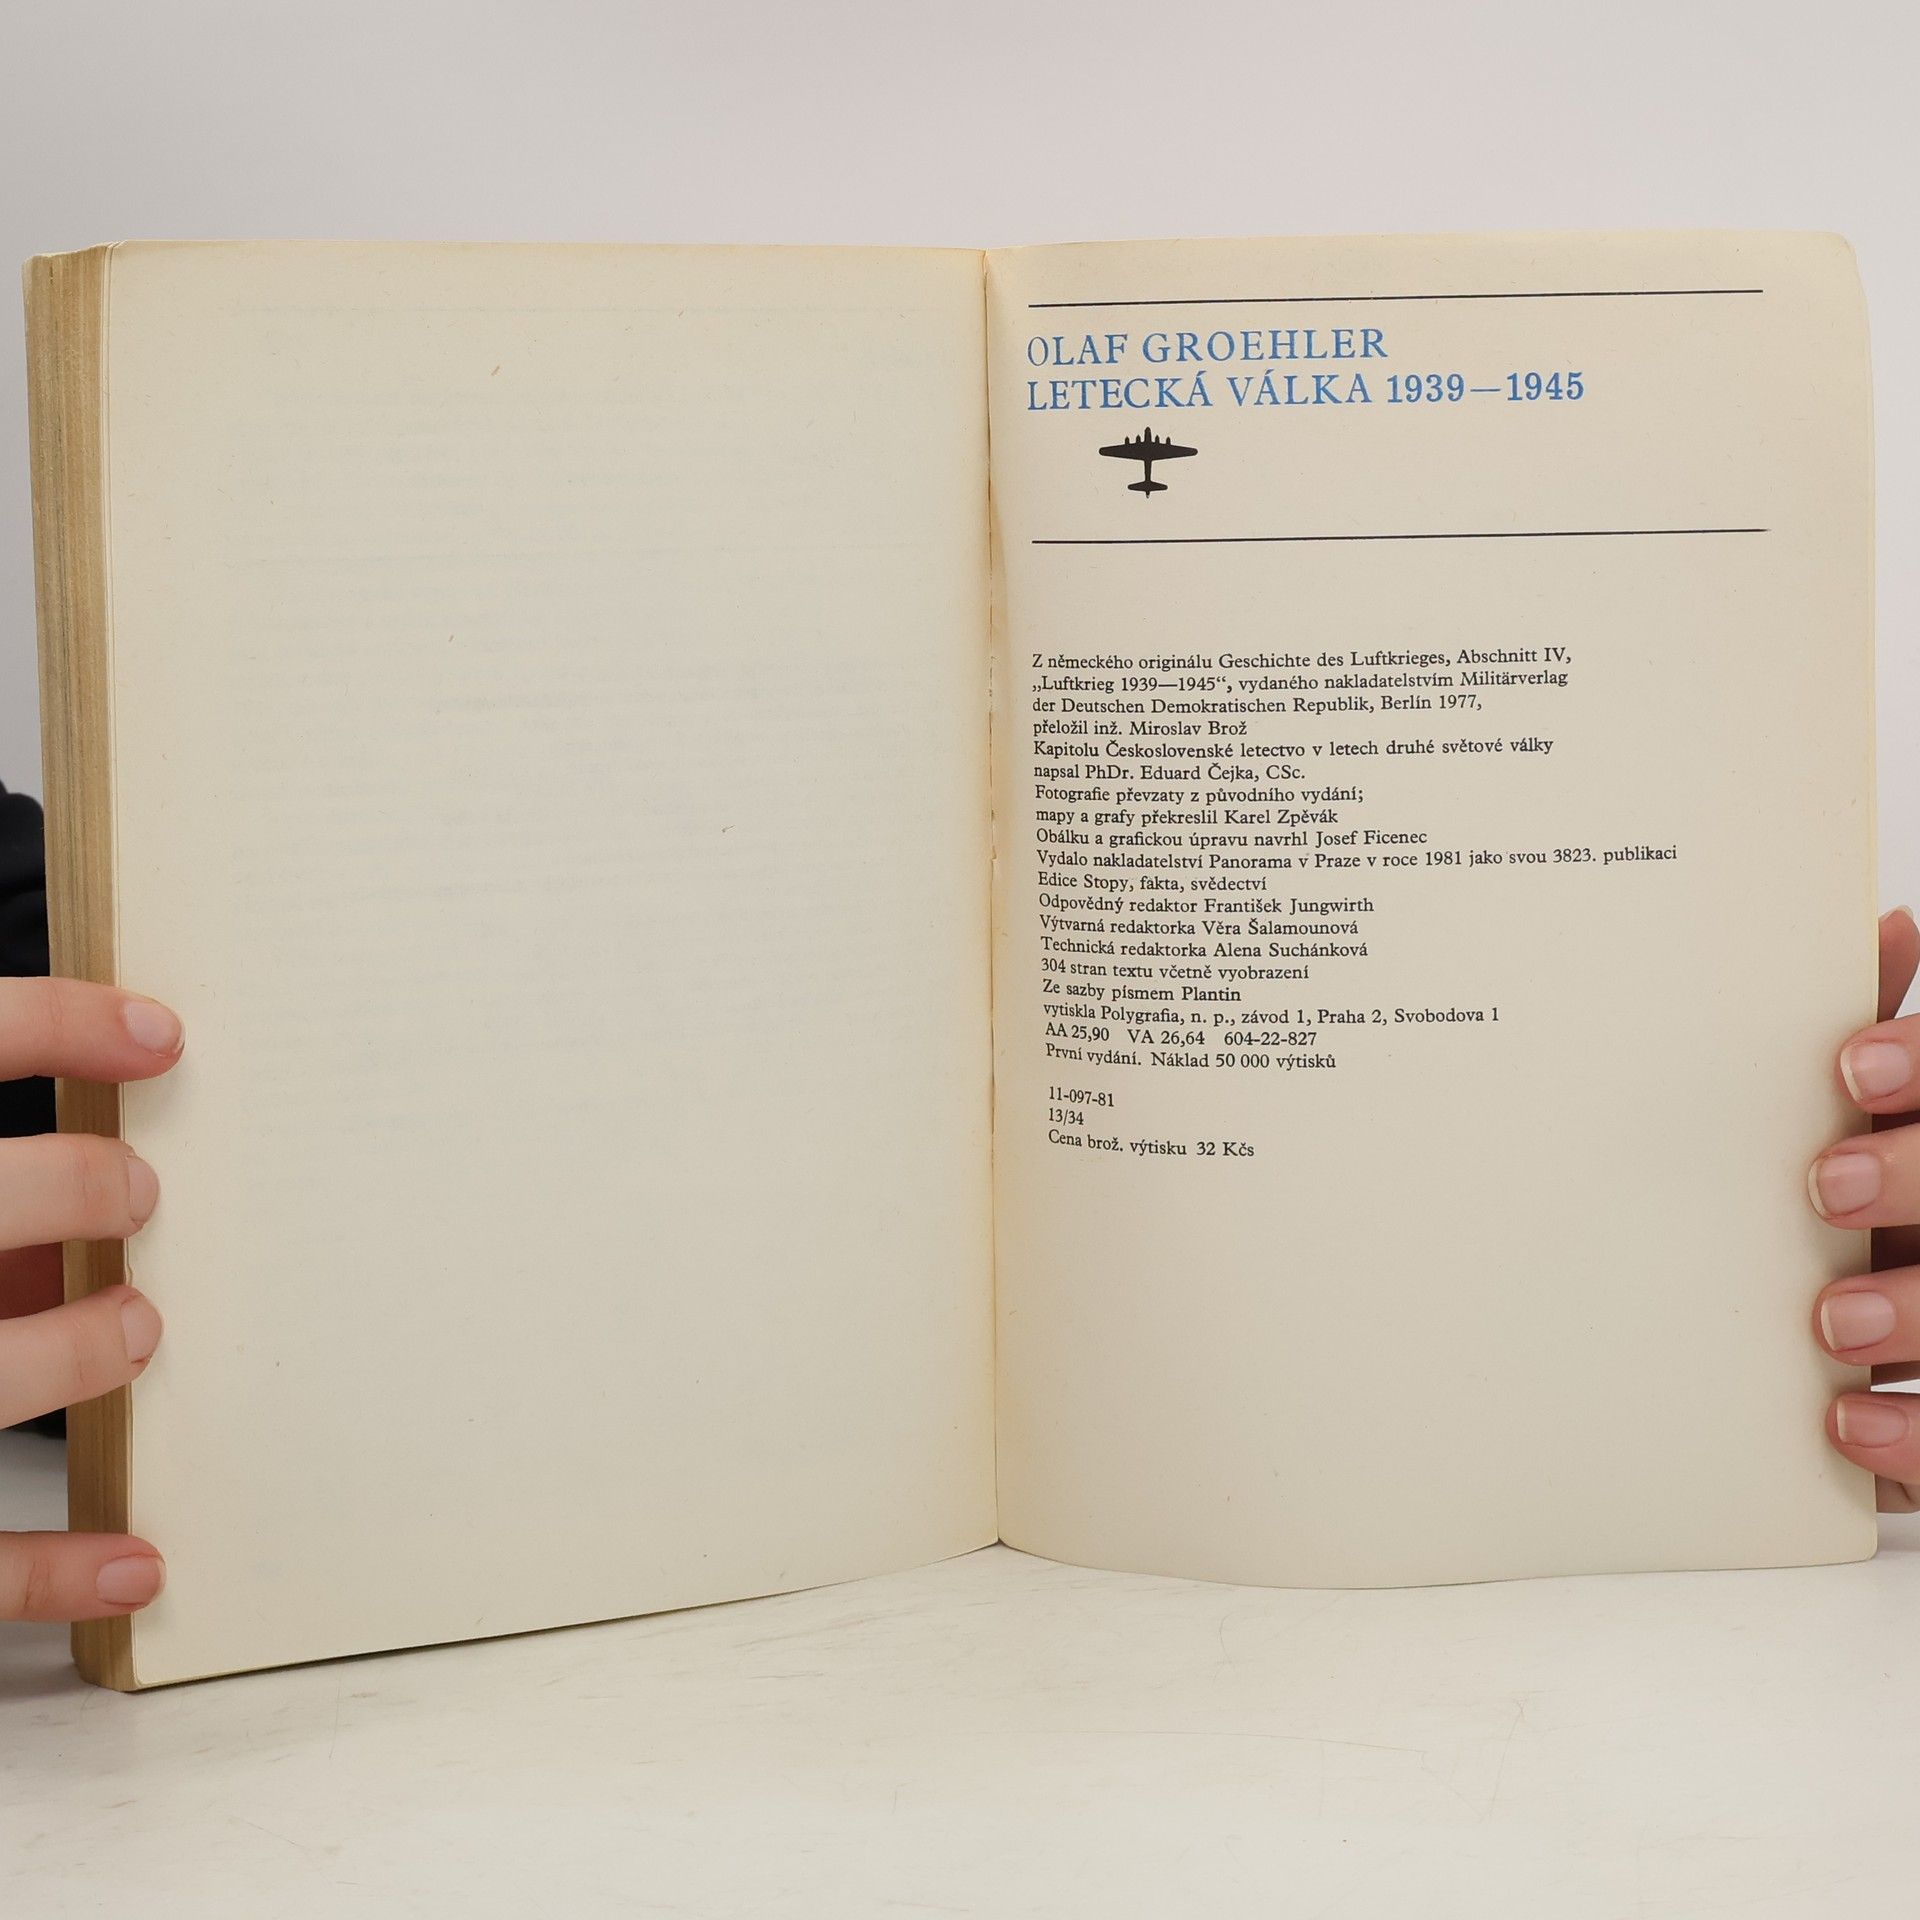 OLAF GROEHLER
LETECKÁ VÁLKA 1939—1945
Z německého originálu Geschichte des Luftkrieges, Abschnitt IV,
„Luftkrieg 1939—1945“, vydaného nakladatelstvím Militärverlag
der Deutschen Demokratischen Republik, Berlín 1977,
přeložil inž. Miroslav Brož
Kapitolu Československé letectvo v letech druhé světové války
napsal PhDr. Eduard Čejka, CSc.
Fotografie převzaty z původního vydání;
mapy a grafy překreslil Karel Zpěvák
Obálku a grafickou úpravu navrhl Josef Ficenec
Vydalo nakladatelství Panorama v Praze v roce 1981 jako svou 3823. publikaci
Edice Stopy, fakta, svědectví
Odpovědný redaktor František Jungwirth
Výtvarná redaktorka Věra Šalamounová
Technická redaktorka Alena Suchánková
304 stran textu včetně vyobrazení
Ze sazby písmem Plantin
vytiskla Polygrafia, n. p., závod 1, Praha 2, Svobodova 1
AA 25,90 VA 26,64 604-22-827
První vydání. Náklad 50 000 výtisků
11-097-81
13/34
Cena brož. výtisku 32 Kčs